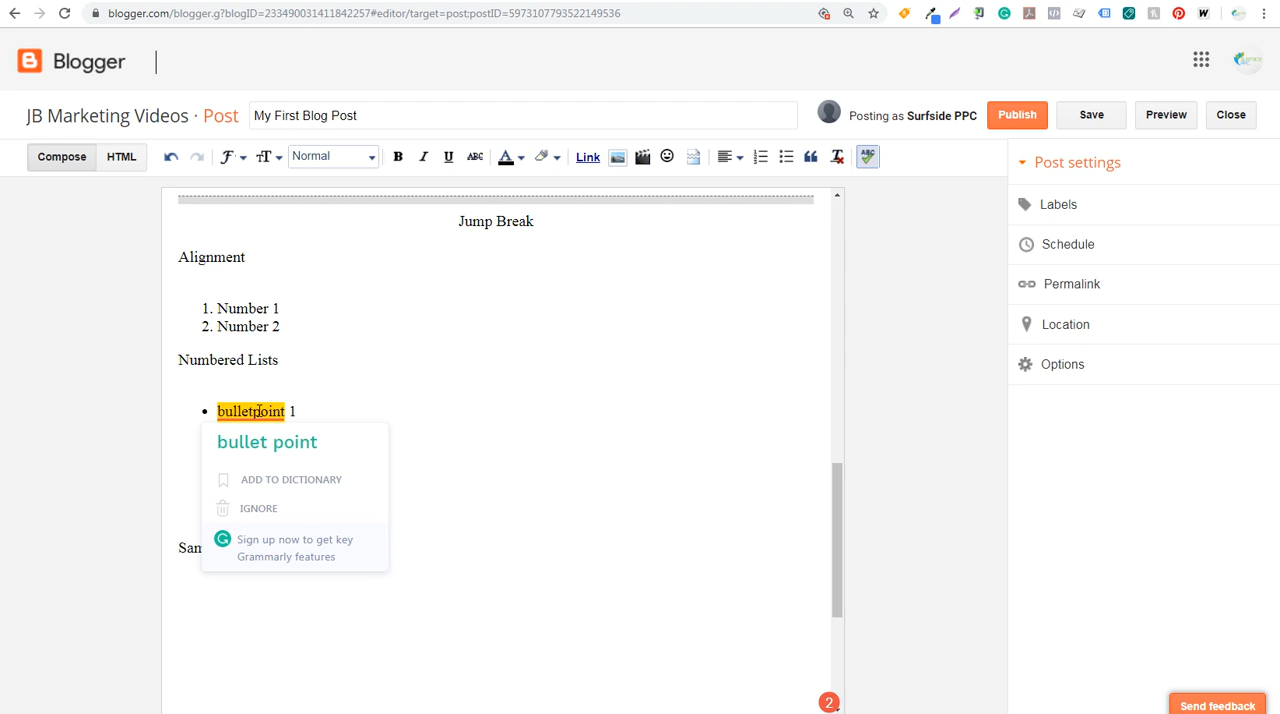 blogger.com/blogger.g?blogID=233490031411842257#editor/target=post;postID=5973107793522149536
Blogger
JB Marketing Videos · Post My First Blog Post Posting as Surfside PPC Publish Save Preview Close
Compose HTML Normal B I U ABC A Link ABC
Post settings
Labels
Schedule
Permalink
Location
Options
Jump Break
Alignment
1. Number 1
2. Number 2
Numbered Lists
• bulletpoint 1
bullet point
ADD TO DICTIONARY
IGNORE
Sign up now to get key
Grammarly features
Sam
2
Send feedback